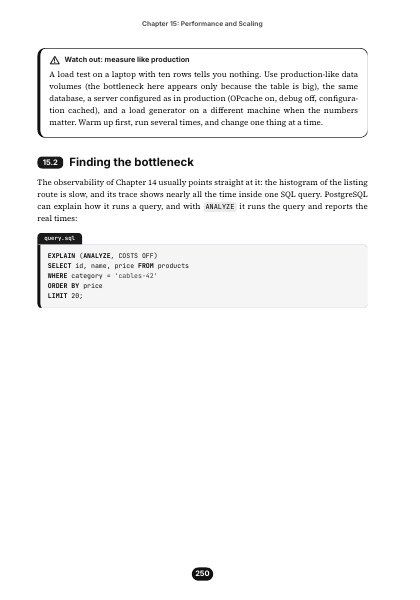 Chapter 15: Performance and Scaling
Watch out: measure like production
A load test on a laptop with ten rows tells you nothing. Use production-like data
volumes (the bottleneck here appears only because the table is big), the same
database, a server configured as in production (OPcache on, debug off, configura-
tion cached), and a load generator on a different machine when the numbers
matter. Warm up first, run several times, and change one thing at a time.
15.2 Finding the bottleneck
The observability of Chapter 14 usually points straight at it: the histogram of the listing
route is slow, and its trace shows nearly all the time inside one SQL query. PostgreSQL
can explain how it runs a query, and with ANALYZE it runs the query and reports the
real times:
query.sql
EXPLAIN (ANALYZE, COSTS OFF)
SELECT id, name, price FROM products
WHERE category = 'cables-42'
ORDER BY price
LIMIT 20;
250